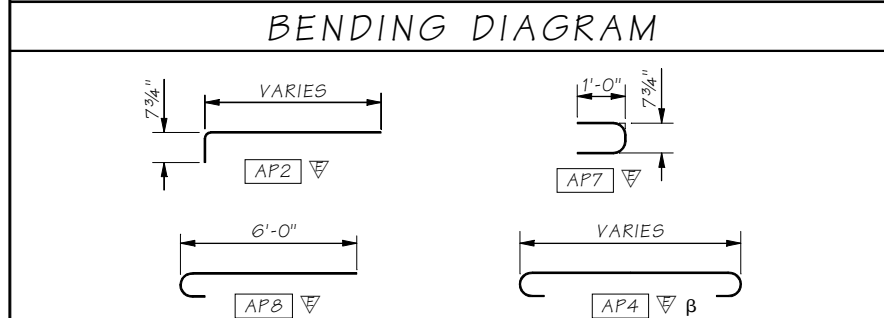 BENDING DIAGRAM
7¾"
VARIES
AP2 E
1'-0"
7¾"
AP7 E
6'-0"
AP8 E
VARIES
AP4 E β